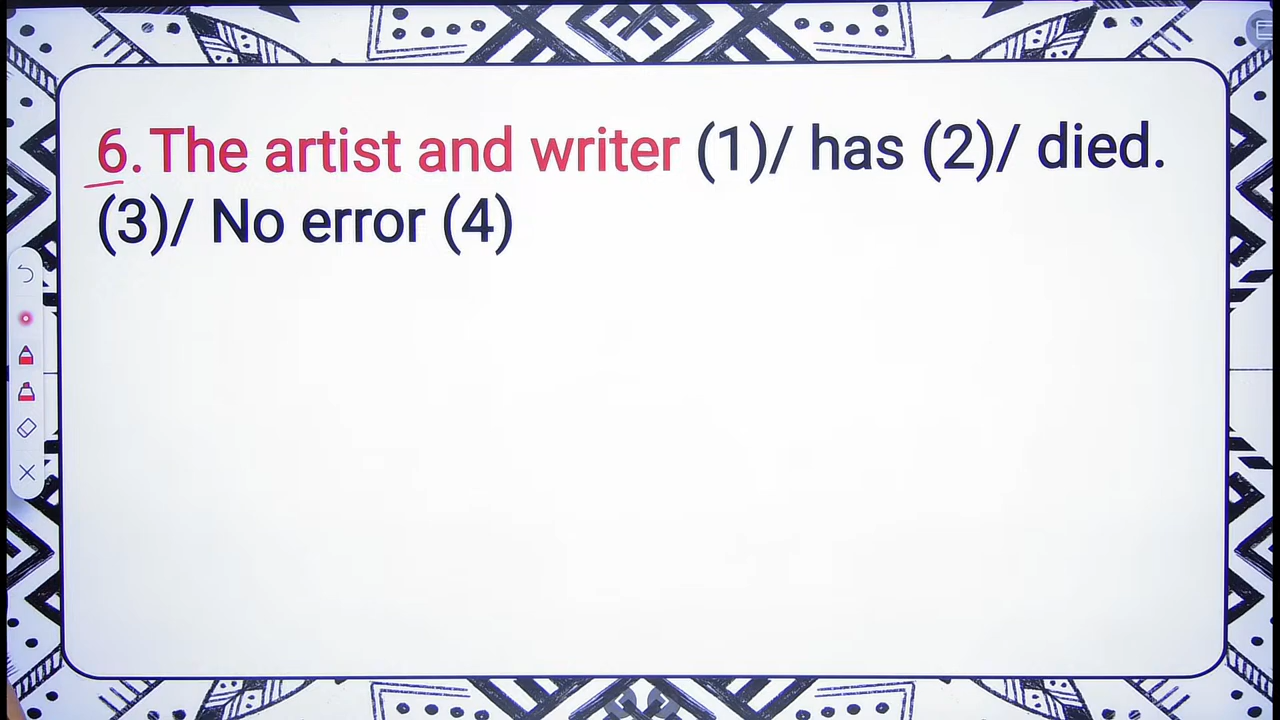 6. The artist and writer (1)/ has (2)/ died.
(3)/ No error (4)